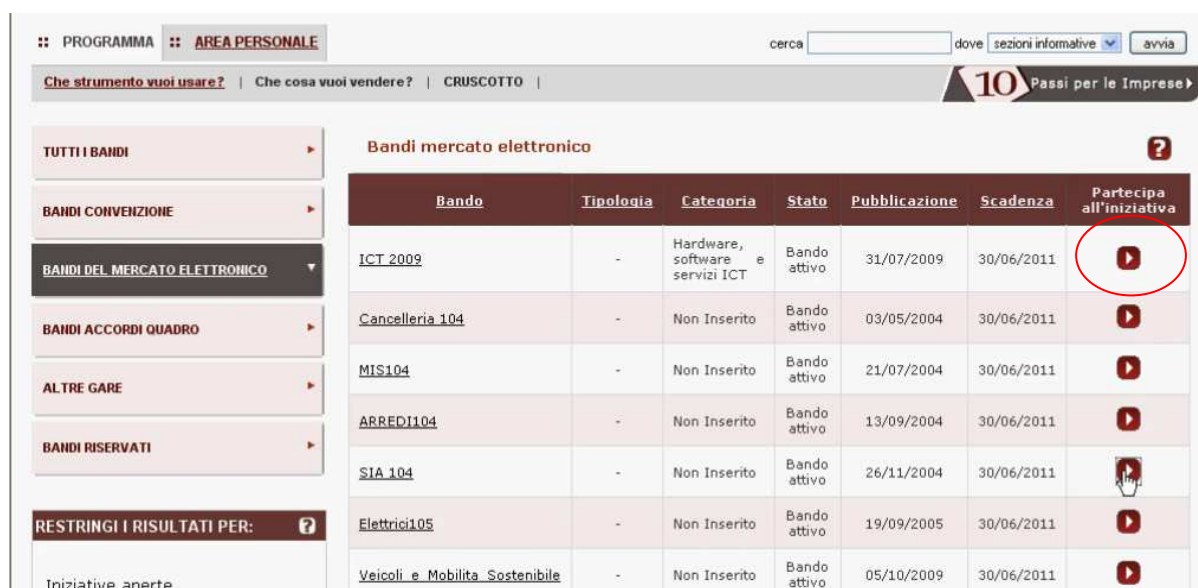 :: PROGRAMMA :: AREA PERSONALE
cerca dove sezioni informative avvia
Che strumento vuoi usare? | Che cosa vuoi vendere? | CRUSCOTTO |
10 Passi per le Imprese
TUTTI I BANDI
BANDI CONVENZIONE
BANDI DEL MERCATO ELETTRONICO
BANDI ACCORDI QUADRO
ALTRE GARE
BANDI RISERVATI
RESTRINGI I RISULTATI PER: ?
Iniziative aperte
Bandi mercato elettronico ?
Bando Tipologia Categoria Stato Pubblicazione Scadenza Partecipa all'iniziativa
ICT 2009 - Hardware, software e servizi ICT Bando attivo 31/07/2009 30/06/2011
Cancelleria 104 - Non Inserito Bando attivo 03/05/2004 30/06/2011
MIS104 - Non Inserito Bando attivo 21/07/2004 30/06/2011
ARREDI104 - Non Inserito Bando attivo 13/09/2004 30/06/2011
SIA 104 - Non Inserito Bando attivo 26/11/2004 30/06/2011
Elettrici105 - Non Inserito Bando attivo 19/09/2005 30/06/2011
Veicoli e Mobilita Sostenibile - Non Inserito Bando attivo 05/10/2009 30/06/2011